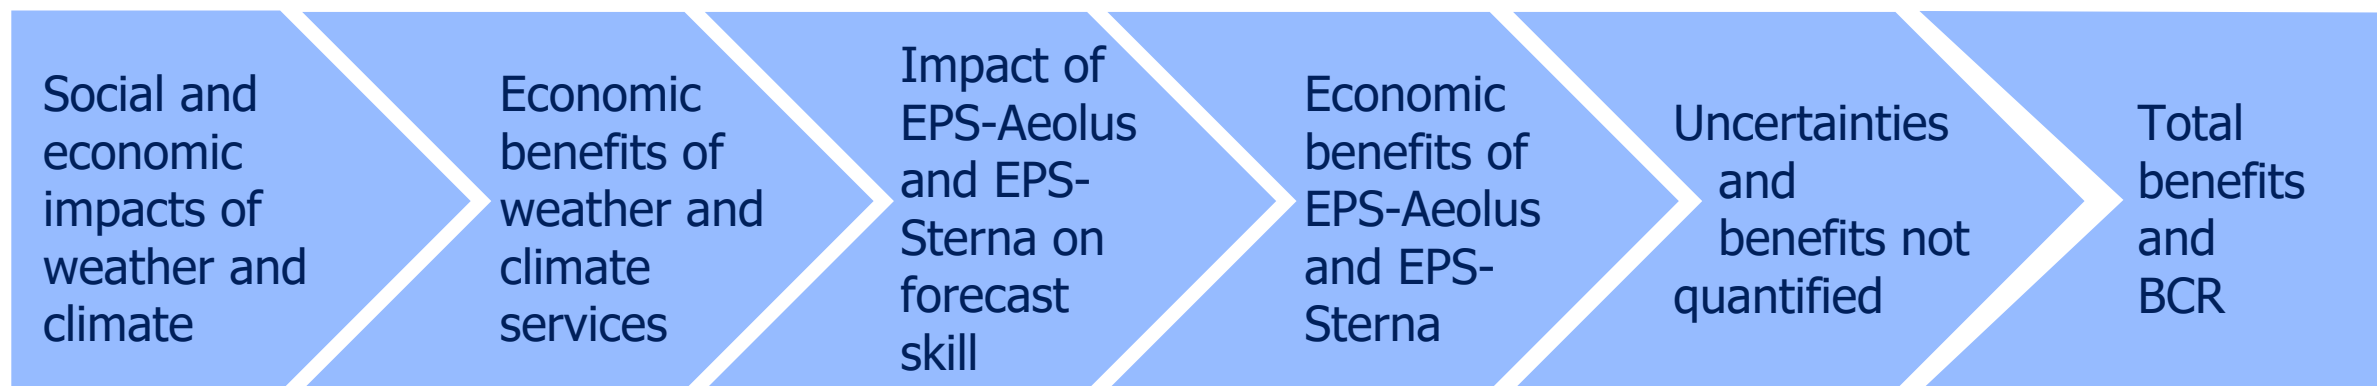 Social and
economic
impacts of
weather and
climate
Economic
benefits of
weather and
climate
services
Impact of
EPS-Aeolus
and EPS-
Sterna on
forecast
skill
Economic
benefits of
EPS-Aeolus
and EPS-
Sterna
Uncertainties
and
benefits not
quantified
Total
benefits
and
BCR